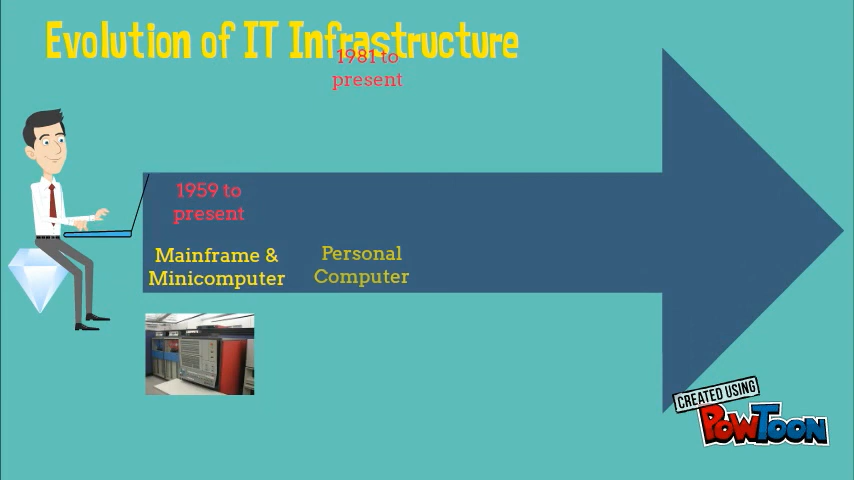 Evolution of IT Infrastructure
1981 to
present
1959 to
present
Mainframe &
Minicomputer
Personal
Computer
CREATED USING
POWTOON